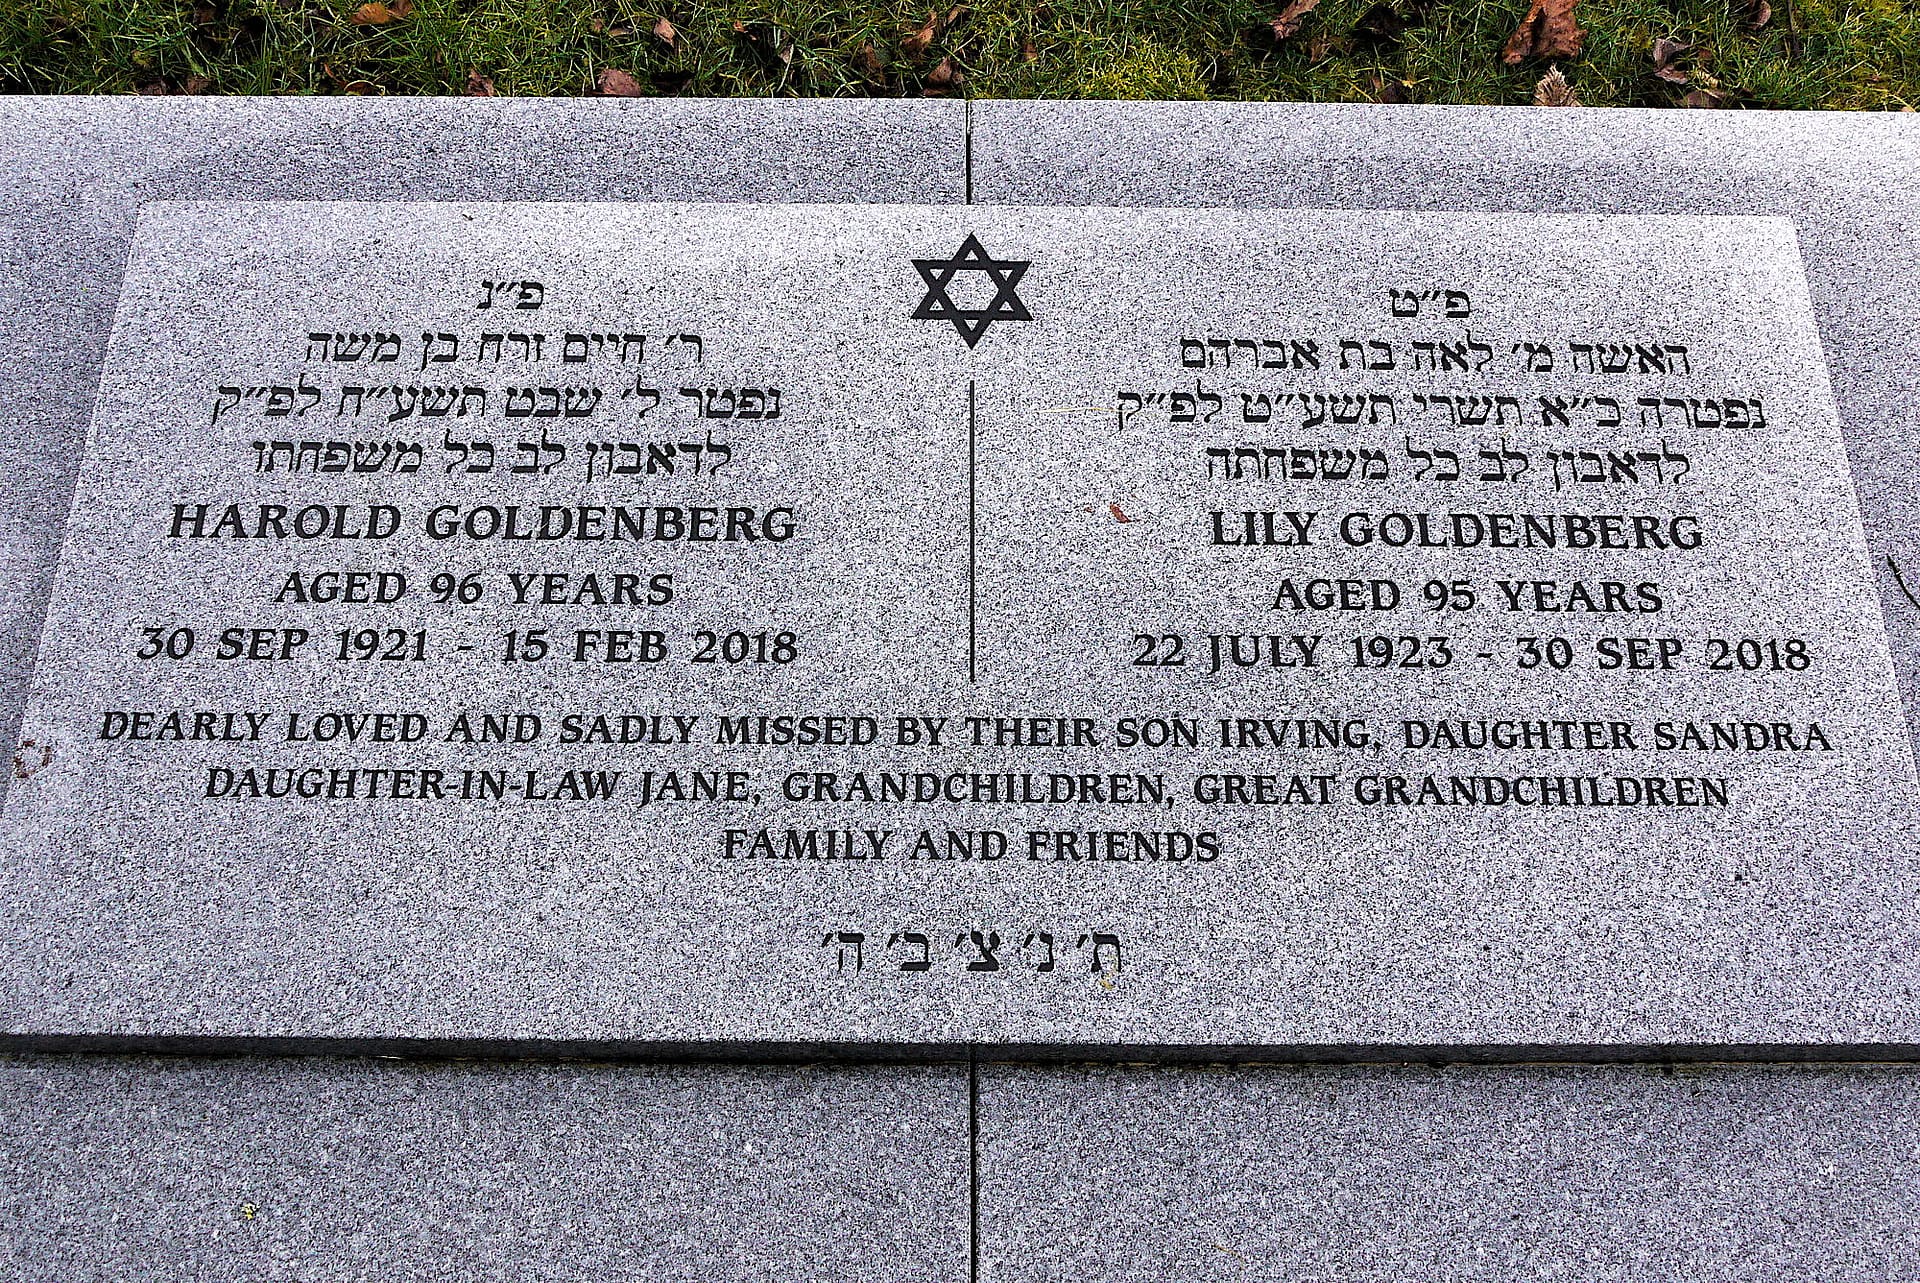 פ״נ
ר׳ חיים זרח בן משה
נפטר ל׳ שבט תשע״ח לפ״ק
לדאבון לב כל משפחתו
HAROLD GOLDENBERG
AGED 96 YEARS
30 SEP 1921 - 15 FEB 2018
פ״ט
האשה מ׳ לאה בת אברהם
נפטרה כ״א תשרי תשע״ט לפ״ק
לדאבון לב כל משפחתה
LILY GOLDENBERG
AGED 95 YEARS
22 JULY 1923 - 30 SEP 2018
DEARLY LOVED AND SADLY MISSED BY THEIR SON IRVING, DAUGHTER SANDRA
DAUGHTER-IN-LAW JANE, GRANDCHILDREN, GREAT GRANDCHILDREN
FAMILY AND FRIENDS
ת׳ נ׳ צ׳ ב׳ ה׳